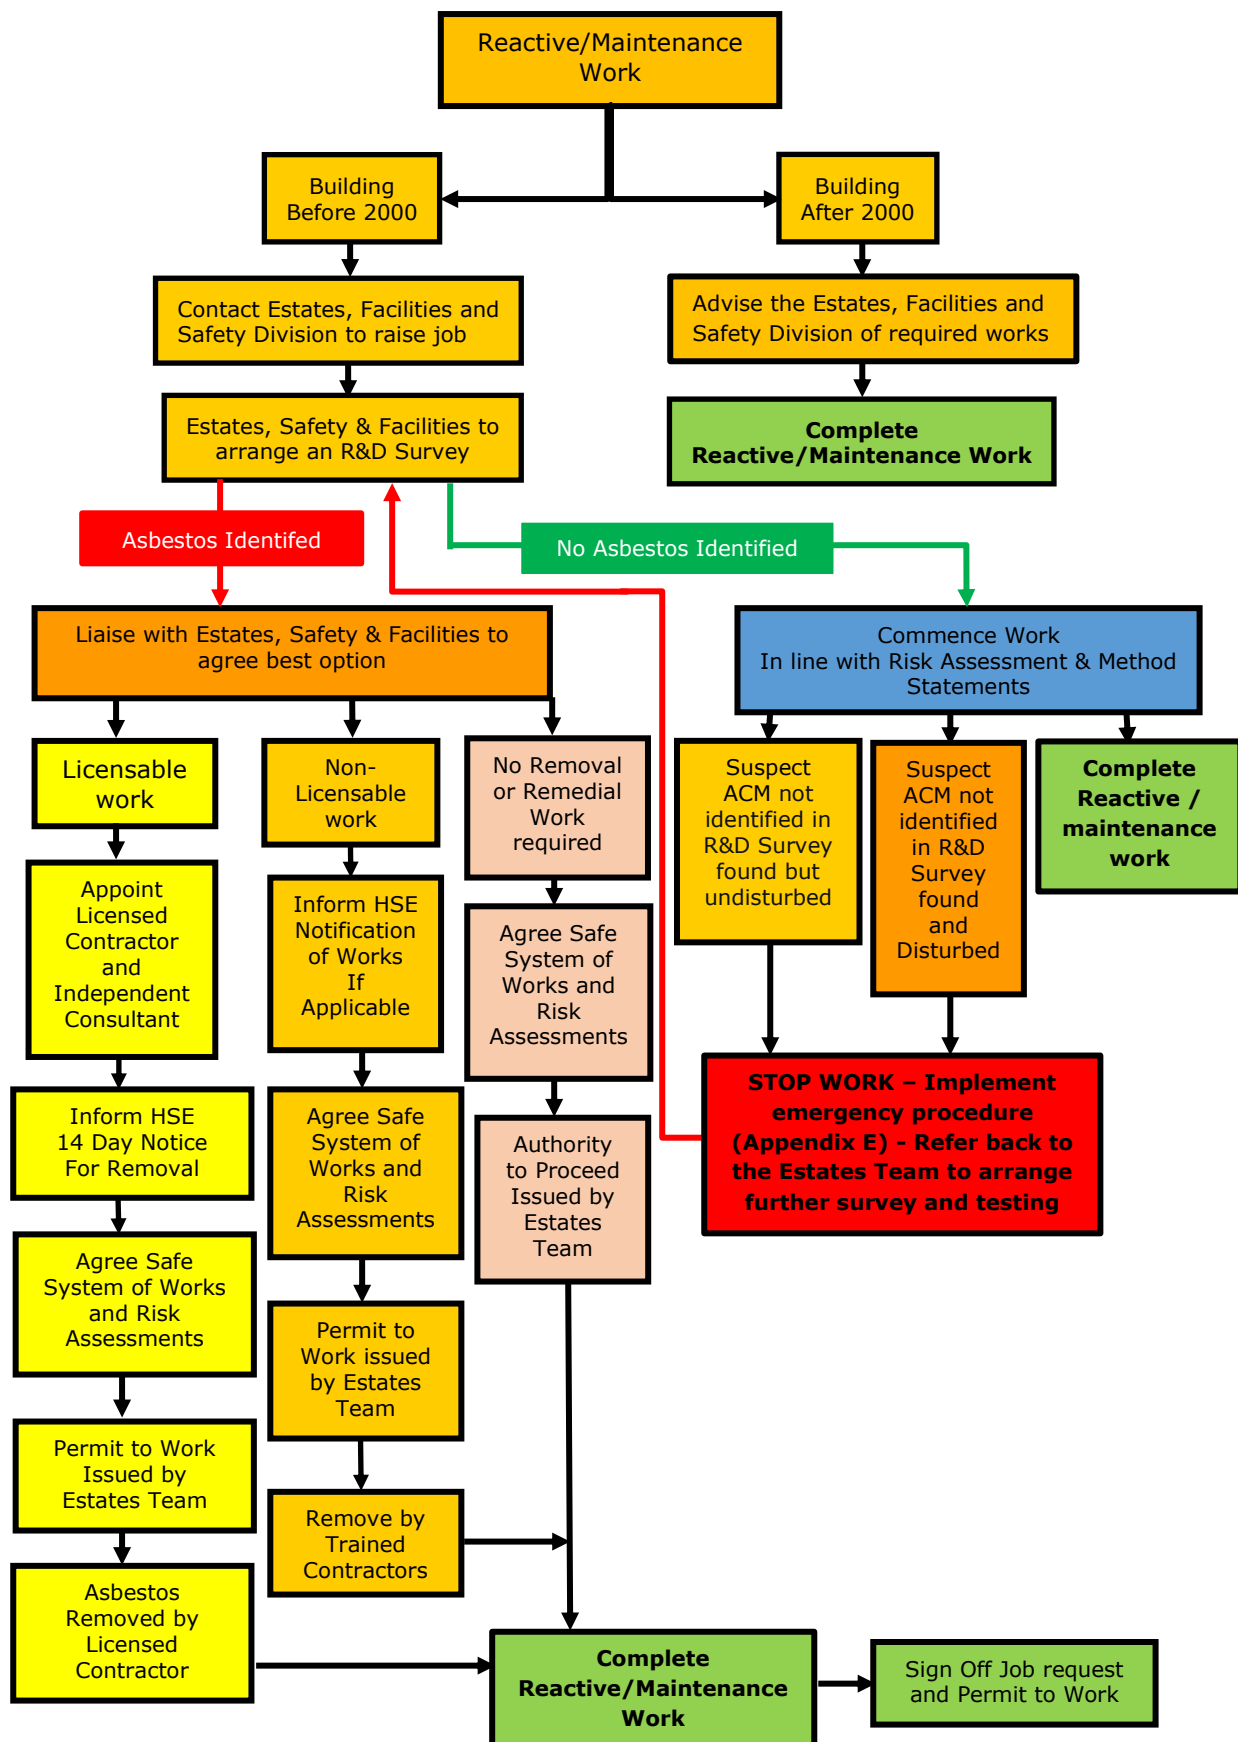 Reactive/Maintenance
Work
Building
Before 2000
Building
After 2000
Contact Estates, Facilities and
Safety Division to raise job
Advise the Estates, Facilities and
Safety Division of required works
Estates, Safety & Facilities to
arrange an R&D Survey
Complete
Reactive/Maintenance Work
Asbestos Identifed
No Asbestos Identified
Liaise with Estates, Safety & Facilities to
agree best option
Commence Work
In line with Risk Assessment & Method
Statements
Licensable
work
Appoint
Licensed
Contractor
and
Independent
Consultant
Inform HSE
14 Day Notice
For Removal
Agree Safe
System of Works
and Risk
Assessments
Permit to Work
Issued by
Estates Team
Asbestos
Removed by
Licensed
Contractor
Non-
Licensable
work
Inform HSE
Notification
of Works
If
Applicable
Agree Safe
System of
Works and
Risk
Assessments
Permit to
Work issued
by Estates
Team
Remove by
Trained
Contractors
No Removal
or Remedial
Work
required
Agree Safe
System of
Works and
Risk
Assessments
Authority
to Proceed
Issued by
Estates
Team
Suspect
ACM not
identified in
R&D Survey
found but
undisturbed
Suspect
ACM not
identified
in R&D
Survey
found
and
Disturbed
Complete
Reactive /
maintenance
work
STOP WORK – Implement
emergency procedure
(Appendix E) - Refer back to
the Estates Team to arrange
further survey and testing
Complete
Reactive/Maintenance
Work
Sign Off Job request
and Permit to Work